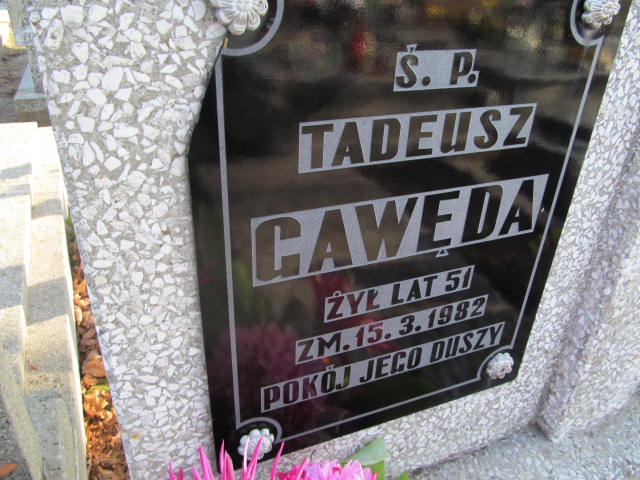 Ś. P.
TADEUSZ
GAWĘDA
ŻYŁ LAT 51
ZM. 15. 3. 1982
POKÓJ JEGO DUSZY